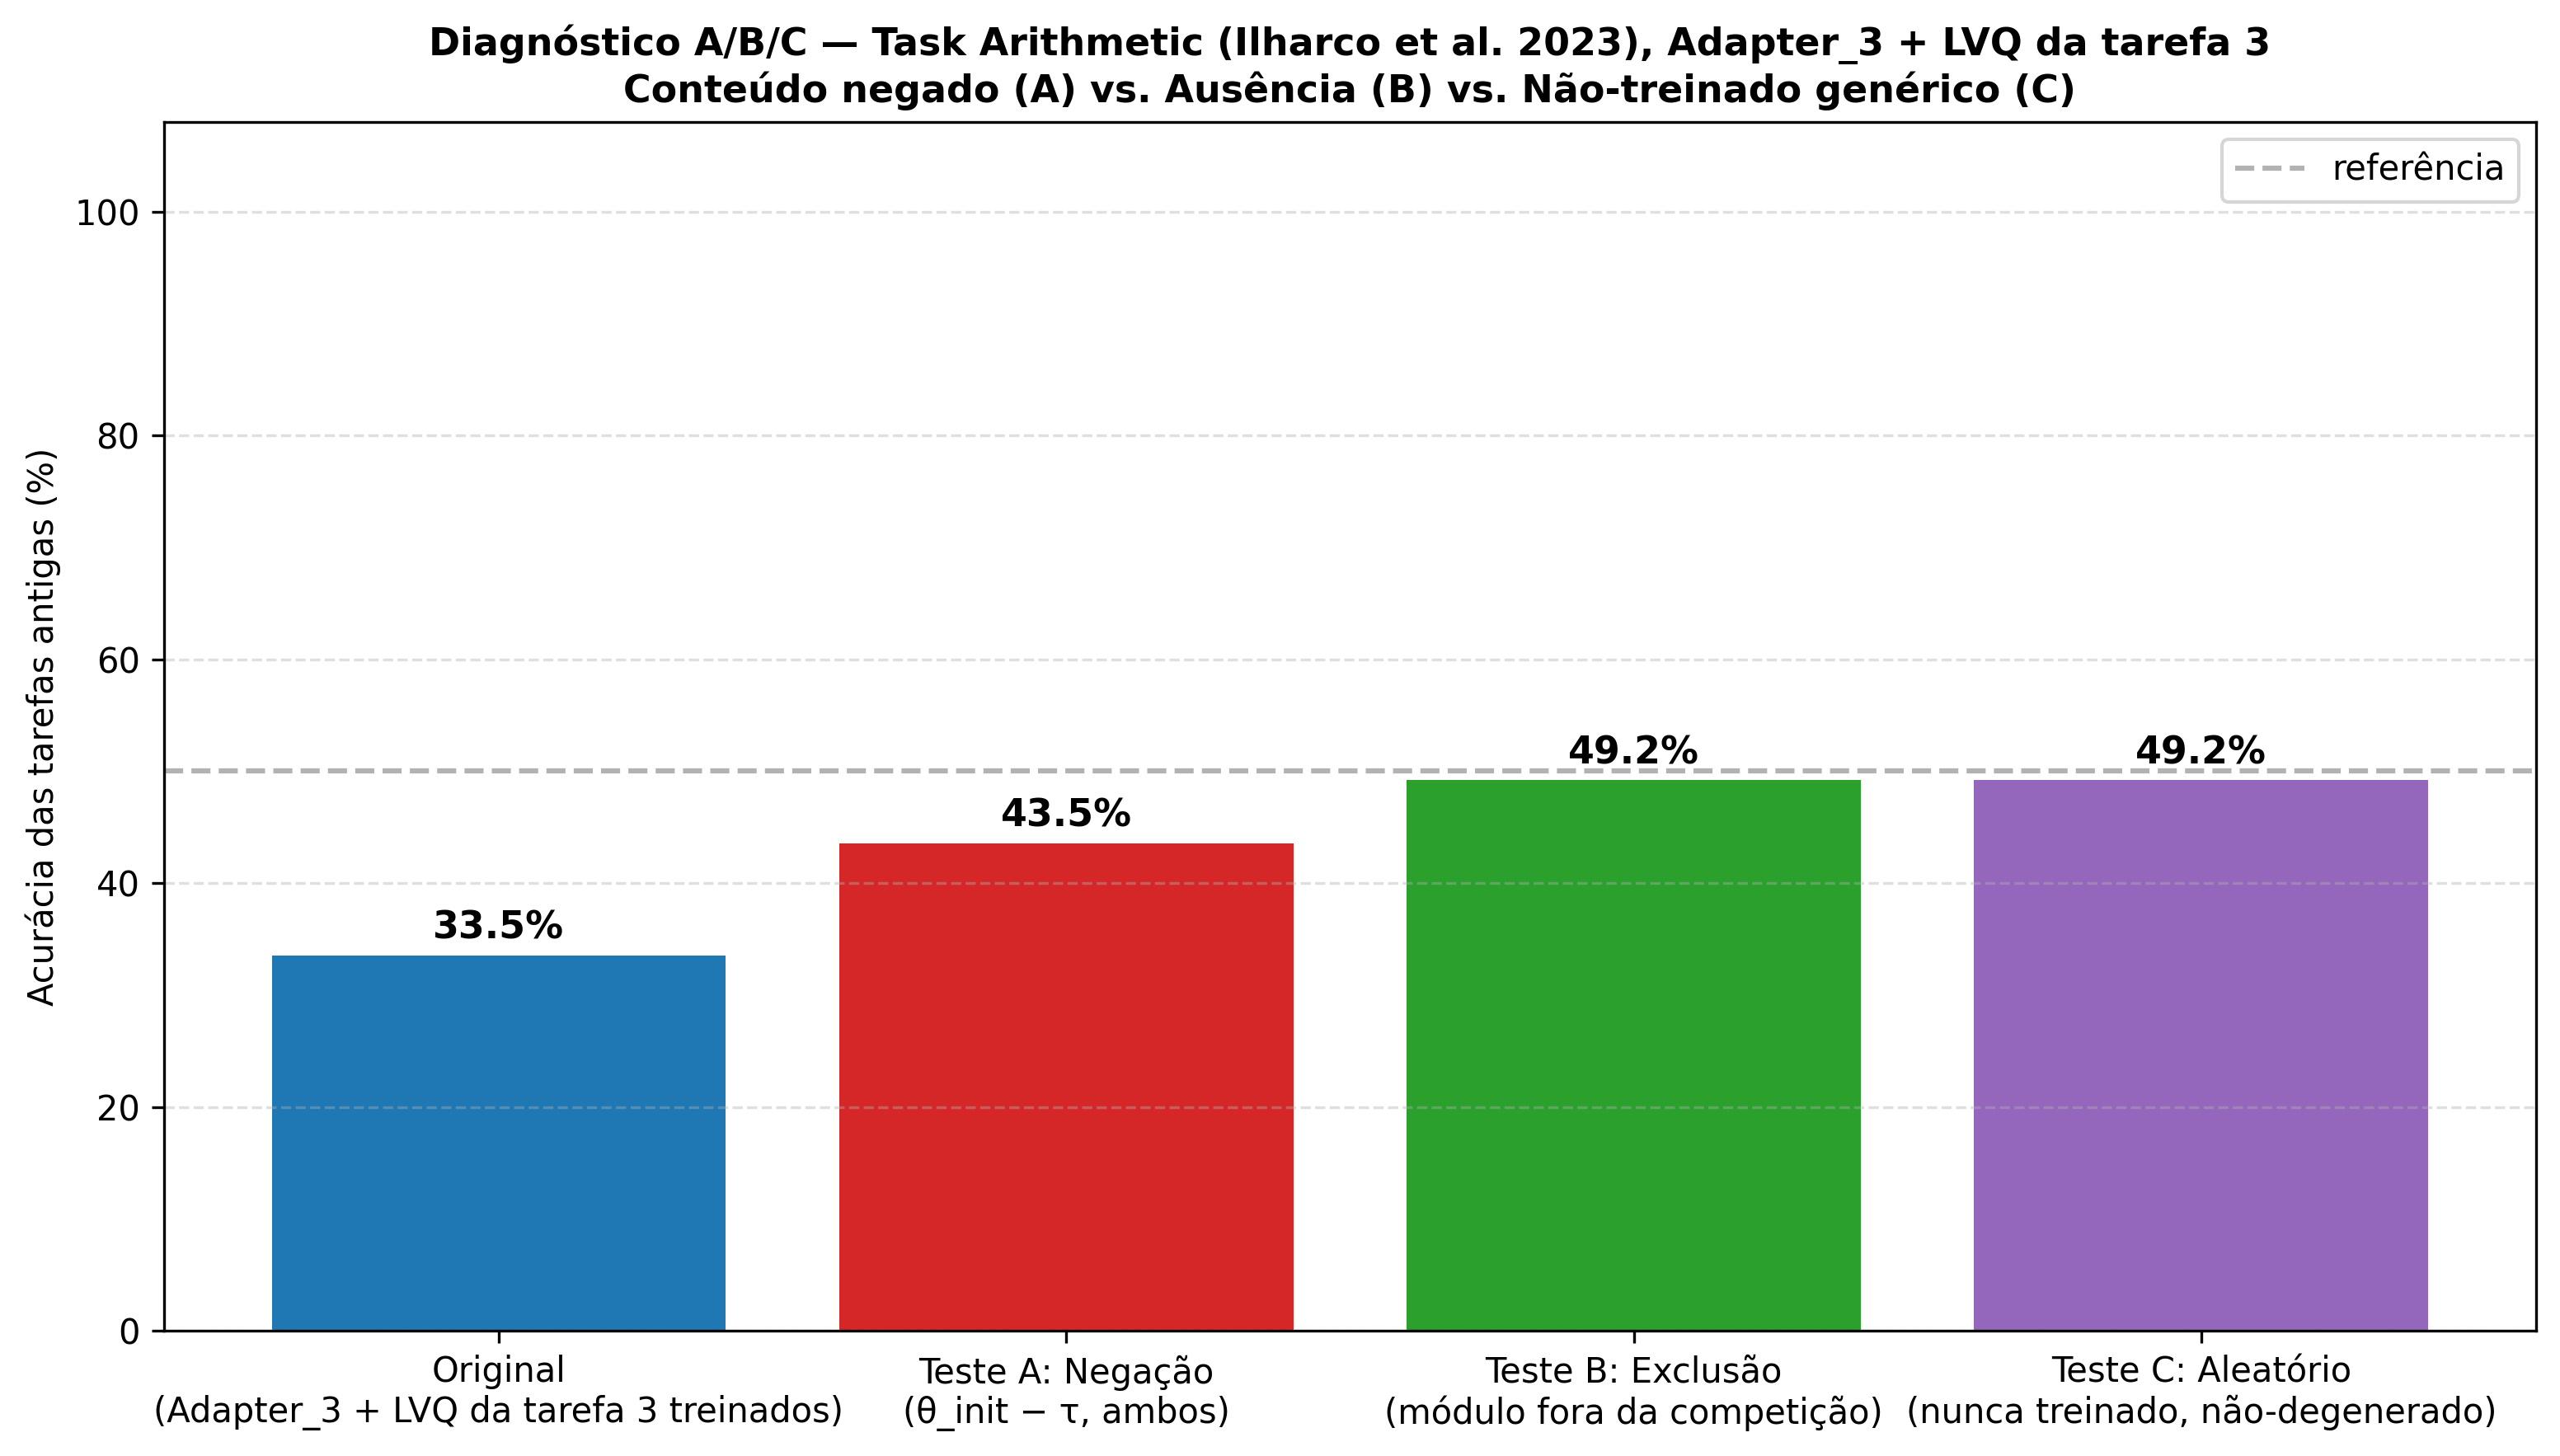 Diagnóstico A/B/C — Task Arithmetic (Ilharco et al. 2023), Adapter_3 + LVQ da tarefa 3
Conteúdo negado (A) vs. Ausência (B) vs. Não-treinado genérico (C)
referência
Acurácia das tarefas antigas (%)
100
80
60
40
20
0
33.5%
43.5%
49.2%
49.2%
Original
(Adapter_3 + LVQ da tarefa 3 treinados)
Teste A: Negação
(θ_init − τ, ambos)
Teste B: Exclusão
(módulo fora da competição)
Teste C: Aleatório
(nunca treinado, não-degenerado)